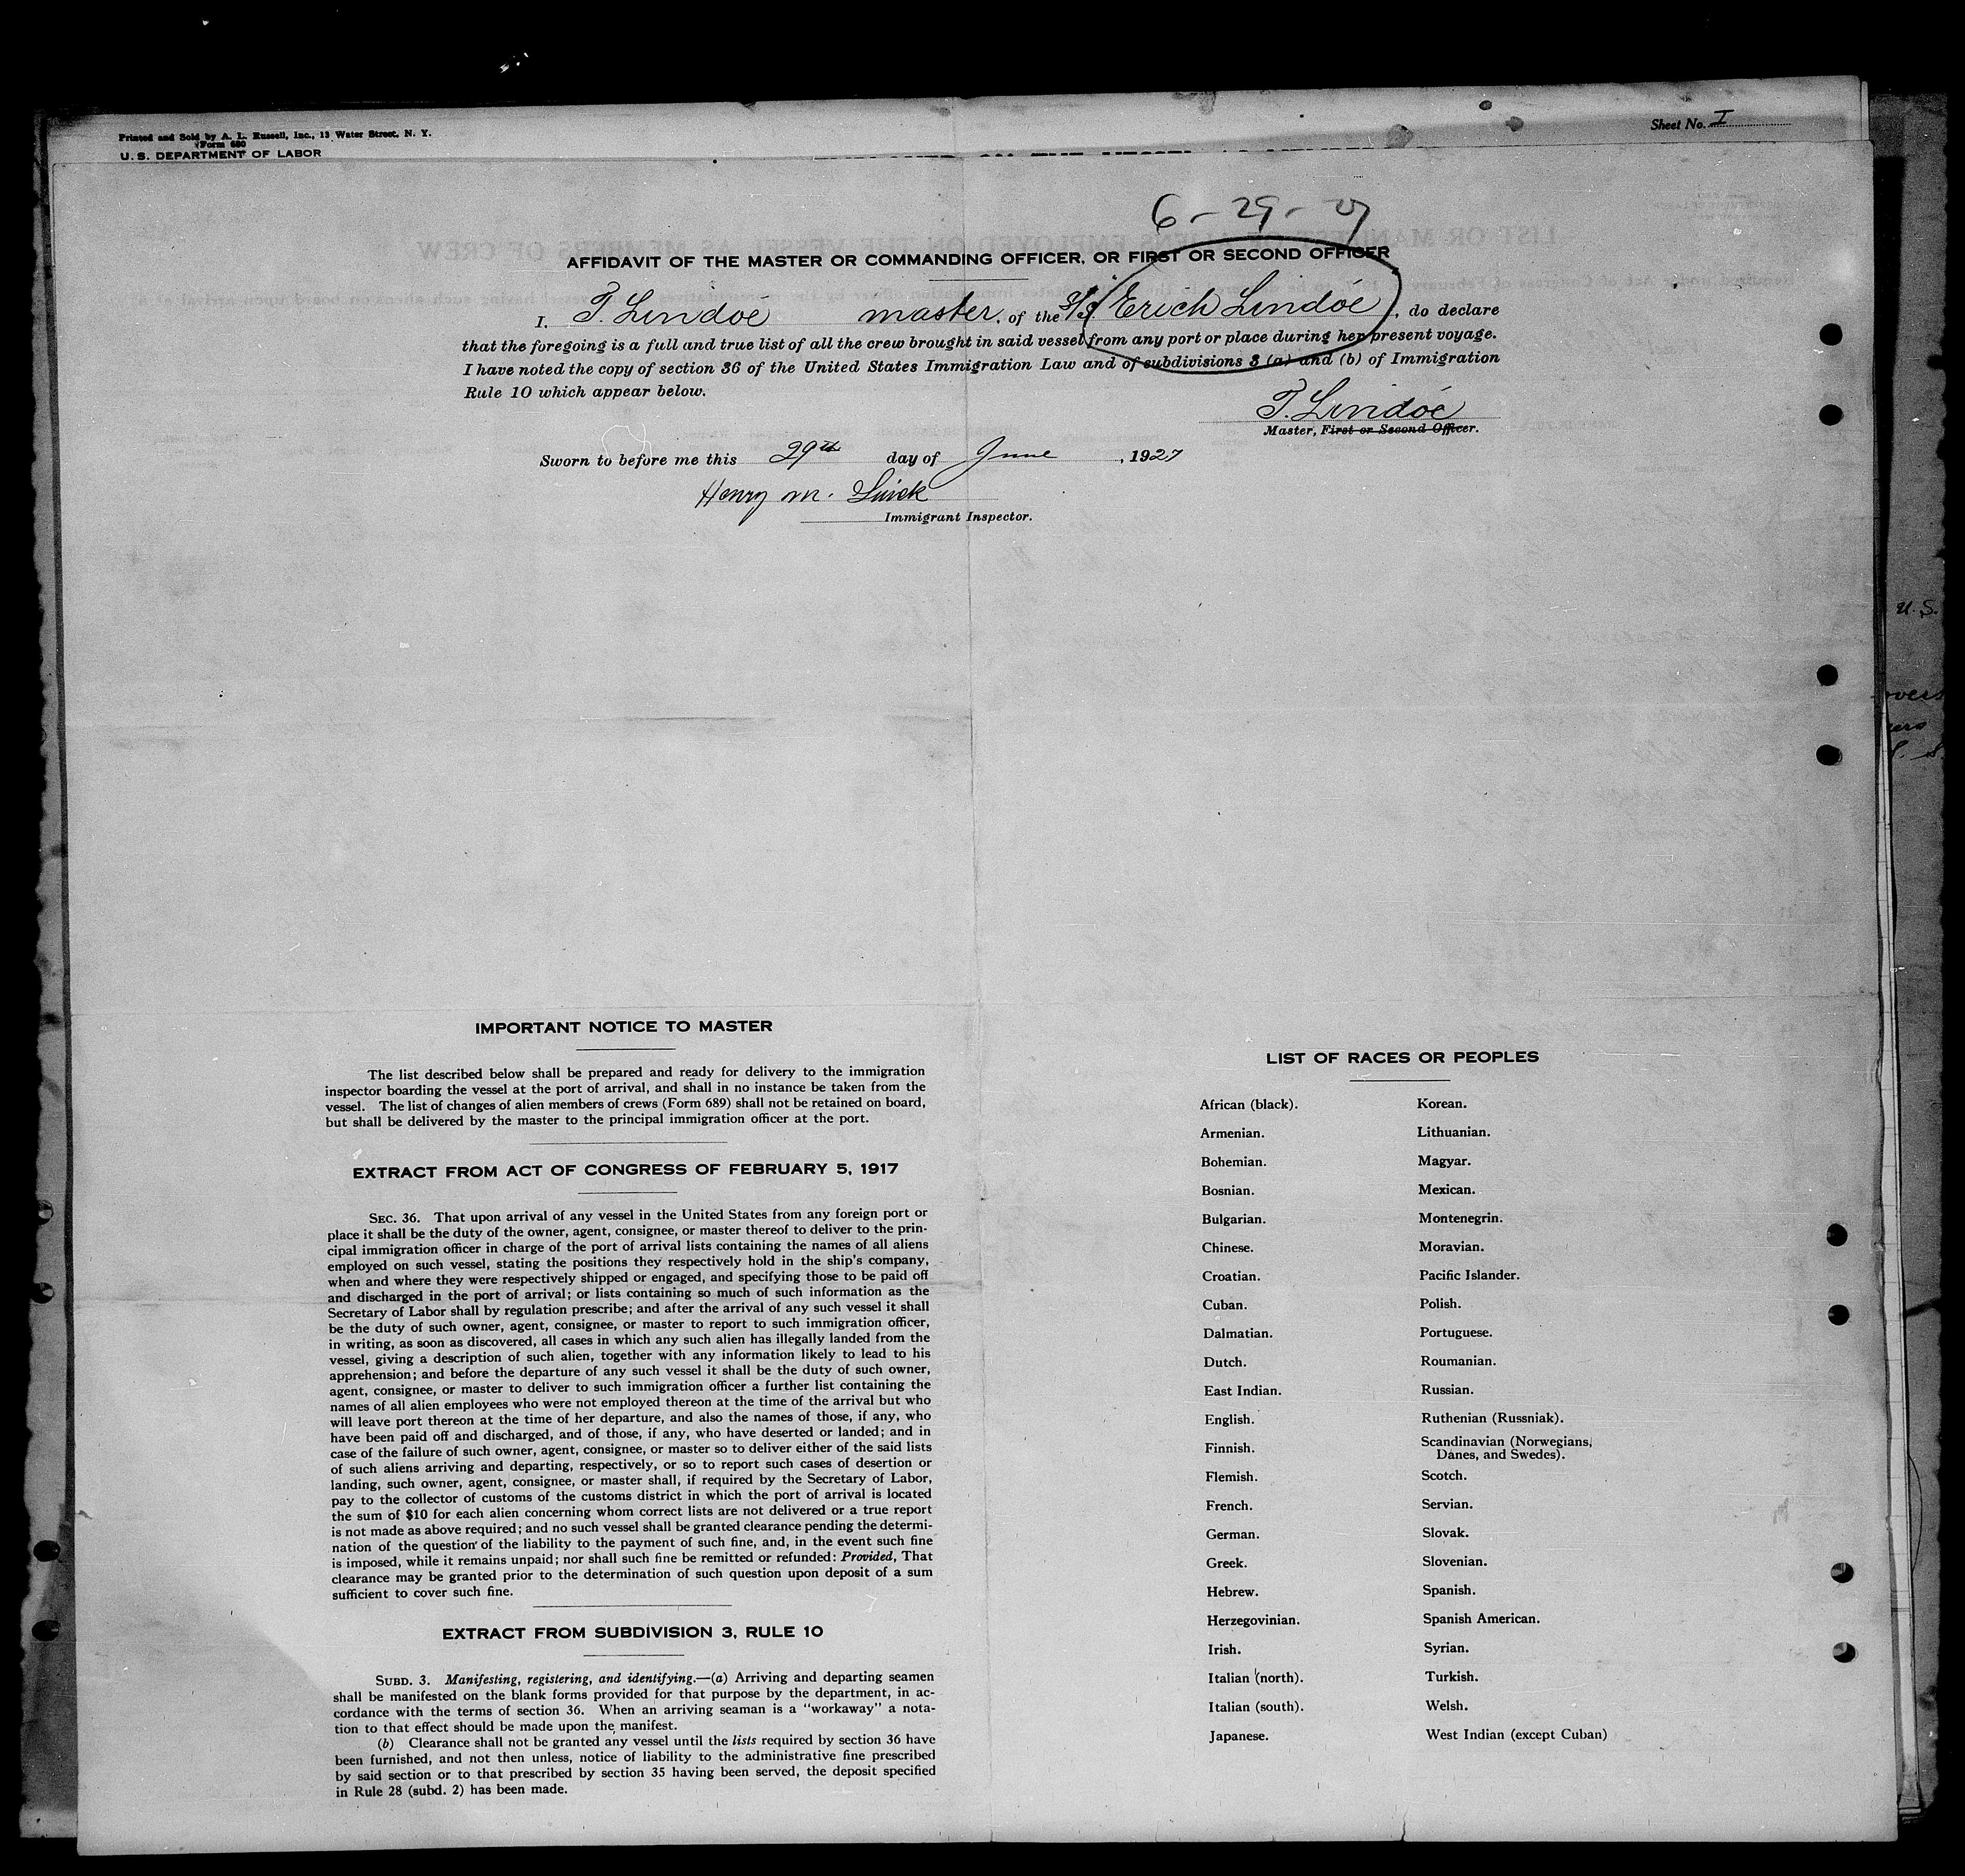 Printed and Sold by A. L. Russell, Inc., 13 Water Street, N. Y.
Form 680
U. S. DEPARTMENT OF LABOR
Sheet No. I
6-29-27
AFFIDAVIT OF THE MASTER OR COMMANDING OFFICER, OR FIRST OR SECOND OFFICER
I, T. Lindóe master, of the S/S. Erich Lindóe, do declare
that the foregoing is a full and true list of all the crew brought in said vessel from any port or place during her present voyage.
I have noted the copy of section 36 of the United States Immigration Law and of subdivisions 3 (a) and (b) of Immigration
Rule 10 which appear below.
T. Lindóe
Master, First or Second Officer.
Sworn to before me this 29th day of June, 1927
Henry M.
Immigrant Inspector.
U.S.
IMPORTANT NOTICE TO MASTER
The list described below shall be prepared and ready for delivery to the immigration
inspector boarding the vessel at the port of arrival, and shall in no instance be taken from the
vessel. The list of changes of alien members of crews (Form 689) shall not be retained on board,
but shall be delivered by the master to the principal immigration officer at the port.
EXTRACT FROM ACT OF CONGRESS OF FEBRUARY 5, 1917
SEC. 36. That upon arrival of any vessel in the United States from any foreign port or
place it shall be the duty of the owner, agent, consignee, or master thereof to deliver to the prin-
cipal immigration officer in charge of the port of arrival lists containing the names of all aliens
employed on such vessel, stating the positions they respectively hold in the ship's company,
when and where they were respectively shipped or engaged, and specifying those to be paid off
and discharged in the port of arrival; or lists containing so much of such information as the
Secretary of Labor shall by regulation prescribe; and after the arrival of any such vessel it shall
be the duty of such owner, agent, consignee, or master to report to such immigration officer,
in writing, as soon as discovered, all cases in which any such alien has illegally landed from the
vessel, giving a description of such alien, together with any information likely to lead to his
apprehension; and before the departure of any such vessel it shall be the duty of such owner,
agent, consignee, or master to deliver to such immigration officer a further list containing the
names of all alien employees who were not employed thereon at the time of the arrival but who
will leave port thereon at the time of her departure, and also the names of those, if any, who
have been paid off and discharged, and of those, if any, who have deserted or landed; and in
case of the failure of such owner, agent, consignee, or master so to deliver either of the said lists
of such aliens arriving and departing, respectively, or so to report such cases of desertion or
landing, such owner, agent, consignee, or master shall, if required by the Secretary of Labor,
pay to the collector of customs of the customs district in which the port of arrival is located
the sum of $10 for each alien concerning whom correct lists are not delivered or a true report
is not made as above required; and no such vessel shall be granted clearance pending the determi-
nation of the question of the liability to the payment of such fine, and, in the event such fine
is imposed, while it remains unpaid; nor shall such fine be remitted or refunded: Provided, That
clearance may be granted prior to the determination of such question upon deposit of a sum
sufficient to cover such fine.
EXTRACT FROM SUBDIVISION 3, RULE 10
SUBD. 3. Manifesting, registering, and identifying.—(a) Arriving and departing seamen
shall be manifested on the blank forms provided for that purpose by the department, in ac-
cordance with the terms of section 36. When an arriving seaman is a "workaway" a nota-
tion to that effect should be made upon the manifest.
(b) Clearance shall not be granted any vessel until the lists required by section 36 have
been furnished, and not then unless, notice of liability to the administrative fine prescribed
by said section or to that prescribed by section 35 having been served, the deposit specified
in Rule 28 (subd. 2) has been made.
LIST OF RACES OR PEOPLES
African (black).
Armenian.
Bohemian.
Bosnian.
Bulgarian.
Chinese.
Croatian.
Cuban.
Dalmatian.
Dutch.
East Indian.
English.
Finnish.
Flemish.
French.
German.
Greek.
Hebrew.
Herzegovinian.
Irish.
Italian (north).
Italian (south).
Japanese.
Korean.
Lithuanian.
Magyar.
Mexican.
Montenegrin.
Moravian.
Pacific Islander.
Polish.
Portuguese.
Roumanian.
Russian.
Ruthenian (Russniak).
Scandinavian (Norwegians,
Danes, and Swedes).
Scotch.
Servian.
Slovak.
Slovenian.
Spanish.
Spanish American.
Syrian.
Turkish.
Welsh.
West Indian (except Cuban)